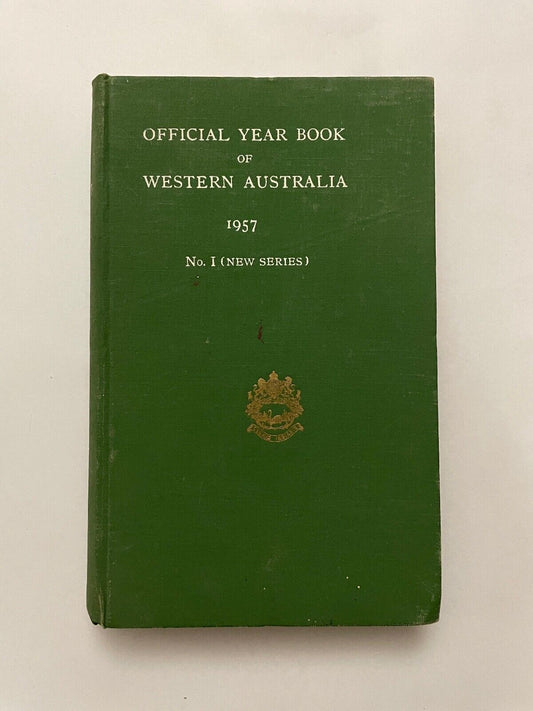 OFFICIAL YEAR BOOK
OF
WESTERN AUSTRALIA
1957
No. I (NEW SERIES)